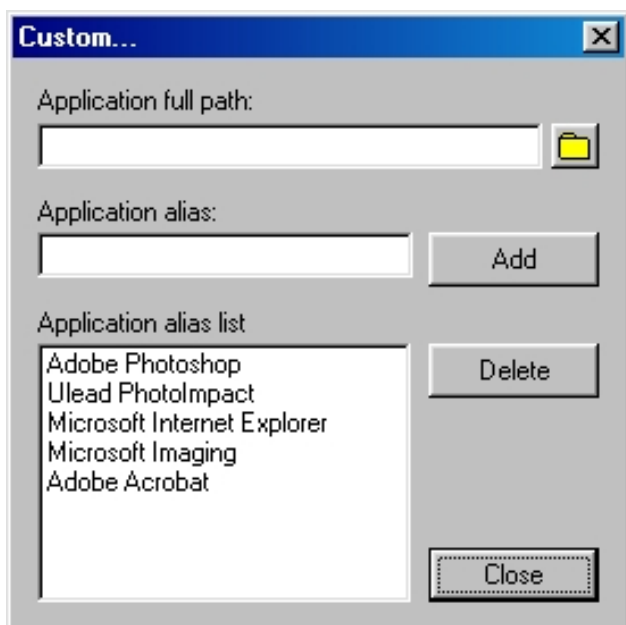 Custom...
Application full path:
Application alias:
Add
Application alias list
Adobe Photoshop
Ulead PhotoImpact
Microsoft Internet Explorer
Microsoft Imaging
Adobe Acrobat
Delete
Close